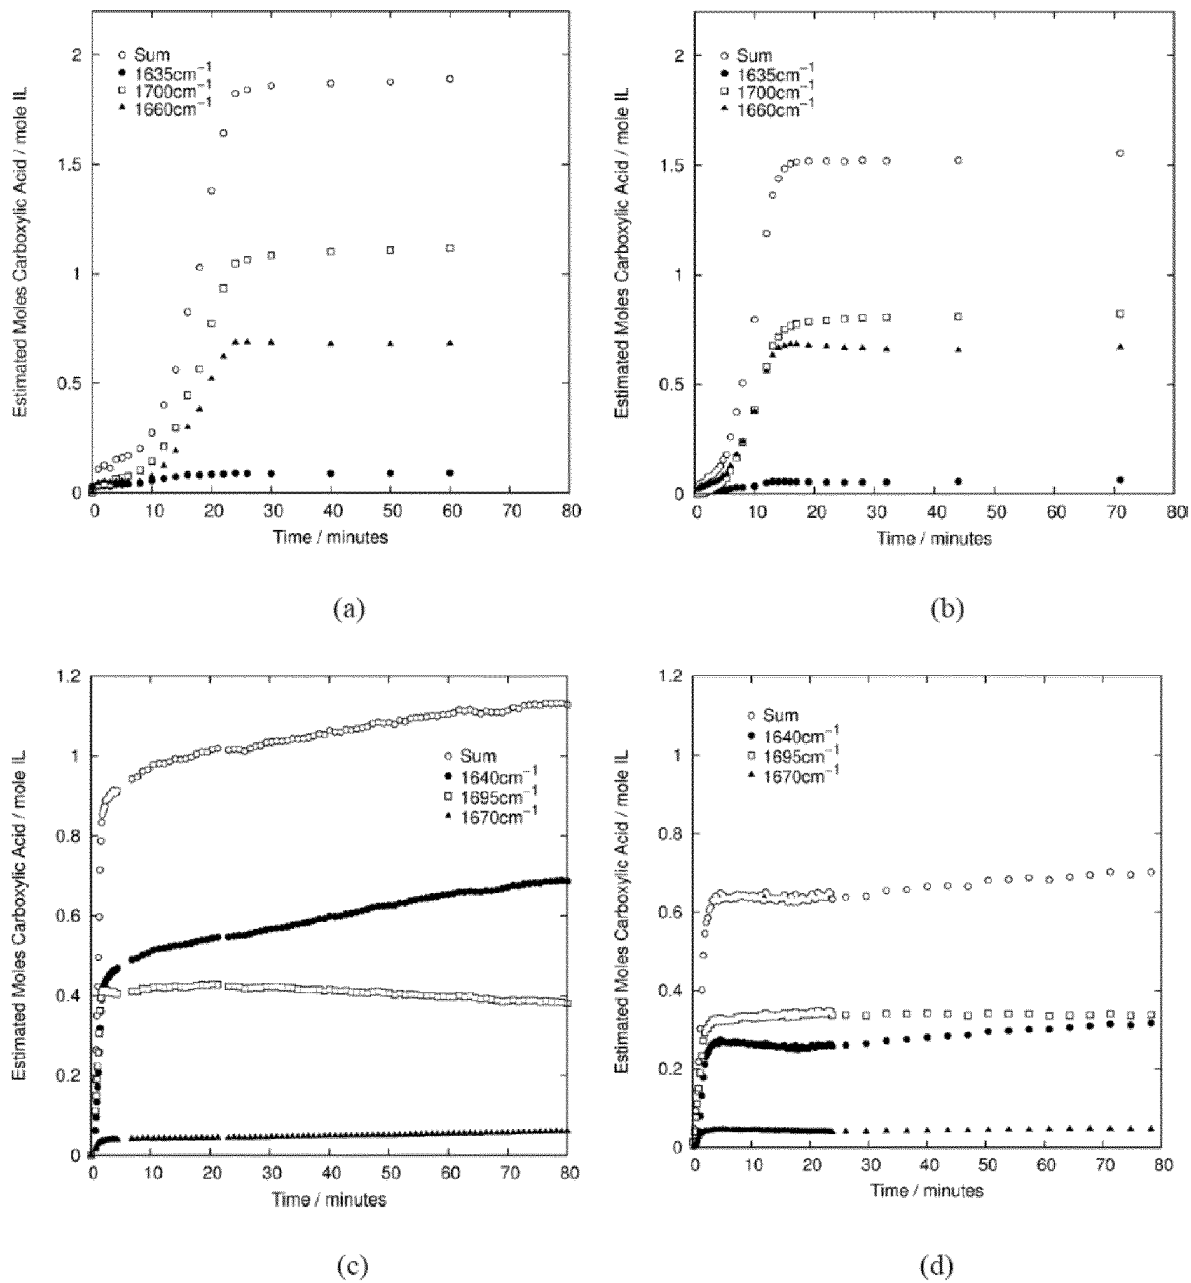 Estimated Moles Carboxylic Acid / mole IL
2
1.5
1
0.5
0
Sum
1635cm⁻¹
1700cm⁻¹
1660cm⁻¹
0 10 20 30 40 50 60 70 80
Time / minutes
(a)
Estimated Moles Carboxylic Acid / mole IL
2
1.5
1
0.5
0
Sum
1635cm⁻¹
1700cm⁻¹
1660cm⁻¹
0 10 20 30 40 50 60 70 80
Time / minutes
(b)
Estimated Moles Carboxylic Acid / mole IL
1.2
1
0.8
0.6
0.4
0.2
0
Sum
1640cm⁻¹
1695cm⁻¹
1670cm⁻¹
0 10 20 30 40 50 60 70 80
Time / minutes
(c)
Estimated Moles Carboxylic Acid / mole IL
1.2
1
0.8
0.6
0.4
0.2
0
Sum
1640cm⁻¹
1695cm⁻¹
1670cm⁻¹
0 10 20 30 40 50 60 70 80
Time / minutes
(d)